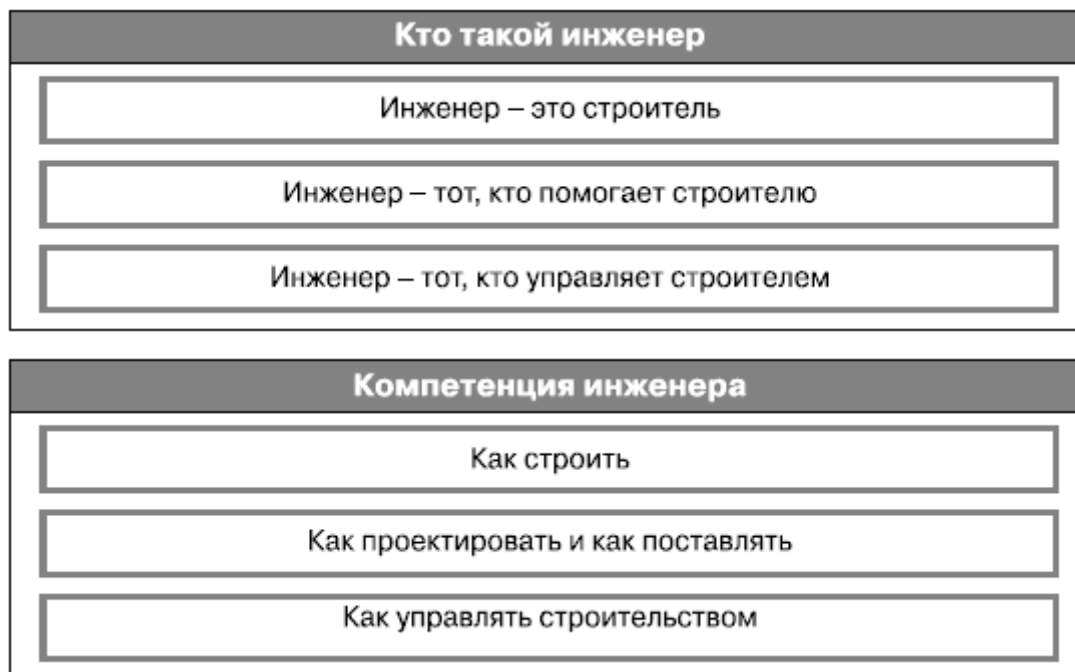 Кто такой инженер
Инженер – это строитель
Инженер – тот, кто помогает строителю
Инженер – тот, кто управляет строителем
Компетенция инженера
Как строить
Как проектировать и как поставлять
Как управлять строительством